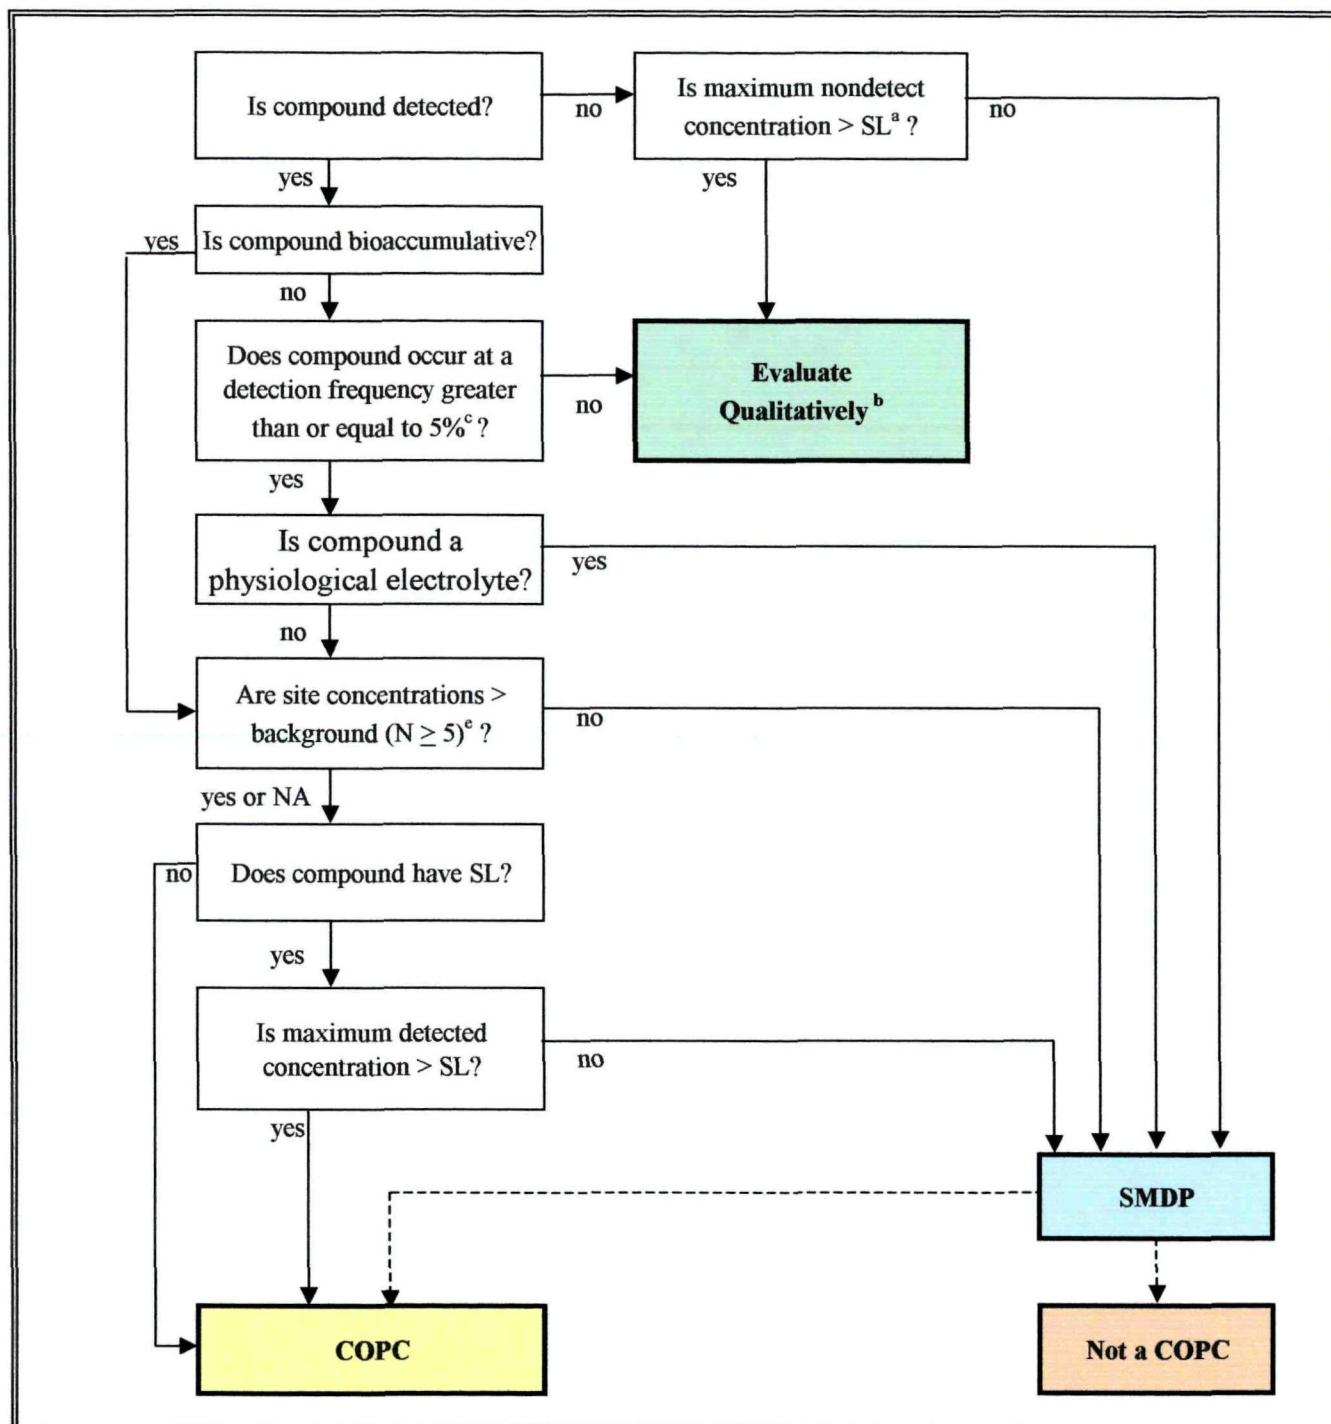 Is compound detected?
no
Is maximum nondetect
concentration > SLᵃ ?
no
yes
yes
yes
Is compound bioaccumulative?
no
Does compound occur at a
detection frequency greater
than or equal to 5%ᶜ ?
no
Evaluate
Qualitatively ᵇ
yes
Is compound a
physiological electrolyte?
yes
no
Are site concentrations >
background (N ≥ 5)ᵉ ?
no
yes or NA
Does compound have SL?
no
yes
Is maximum detected
concentration > SL?
no
yes
SMDP
COPC
Not a COPC